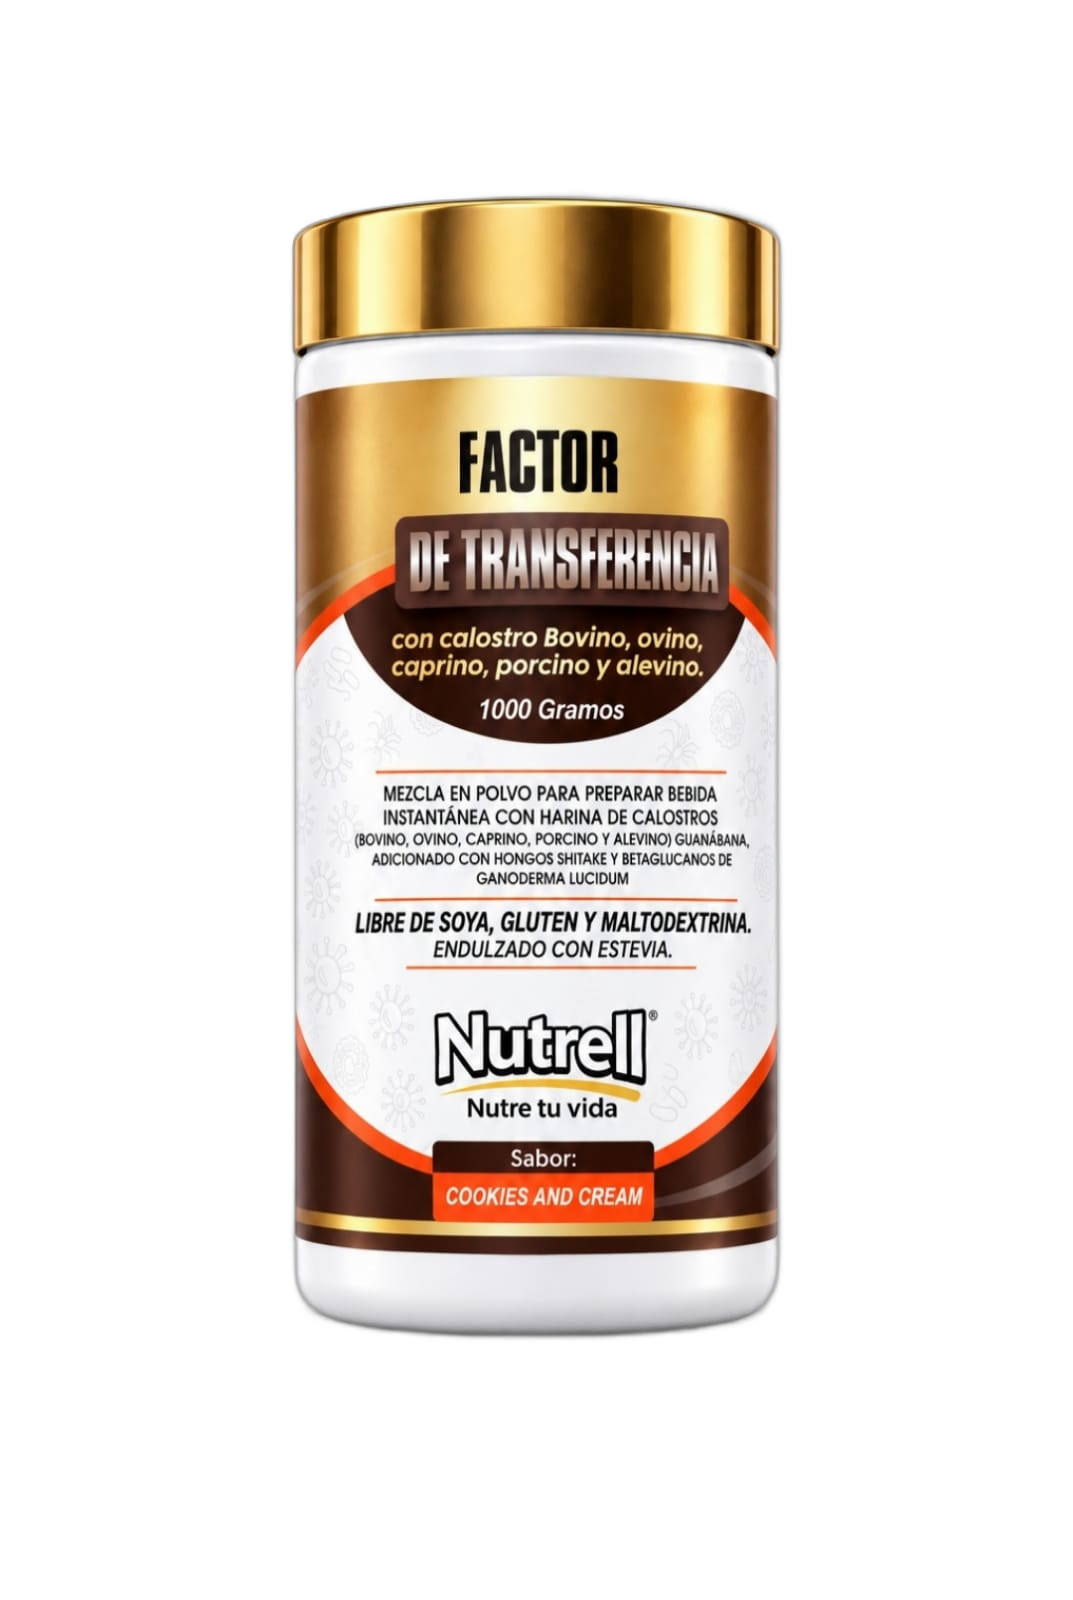 FACTOR
DE TRANSFERENCIA
con calostro Bovino, ovino,
caprino, porcino y alevino.
1000 Gramos
MEZCLA EN POLVO PARA PREPARAR BEBIDA
INSTANTÁNEA CON HARINA DE CALOSTROS
(BOVINO, OVINO, CAPRINO, PORCINO Y ALEVINO) GUANÁBANA,
ADICIONADO CON HONGOS SHITAKE Y BETAGLUCANOS DE
GANODERMA LUCIDUM
LIBRE DE SOYA, GLUTEN Y MALTODEXTRINA.
ENDULZADO CON ESTEVIA.
Nutrell®
Nutre tu vida
Sabor:
COOKIES AND CREAM